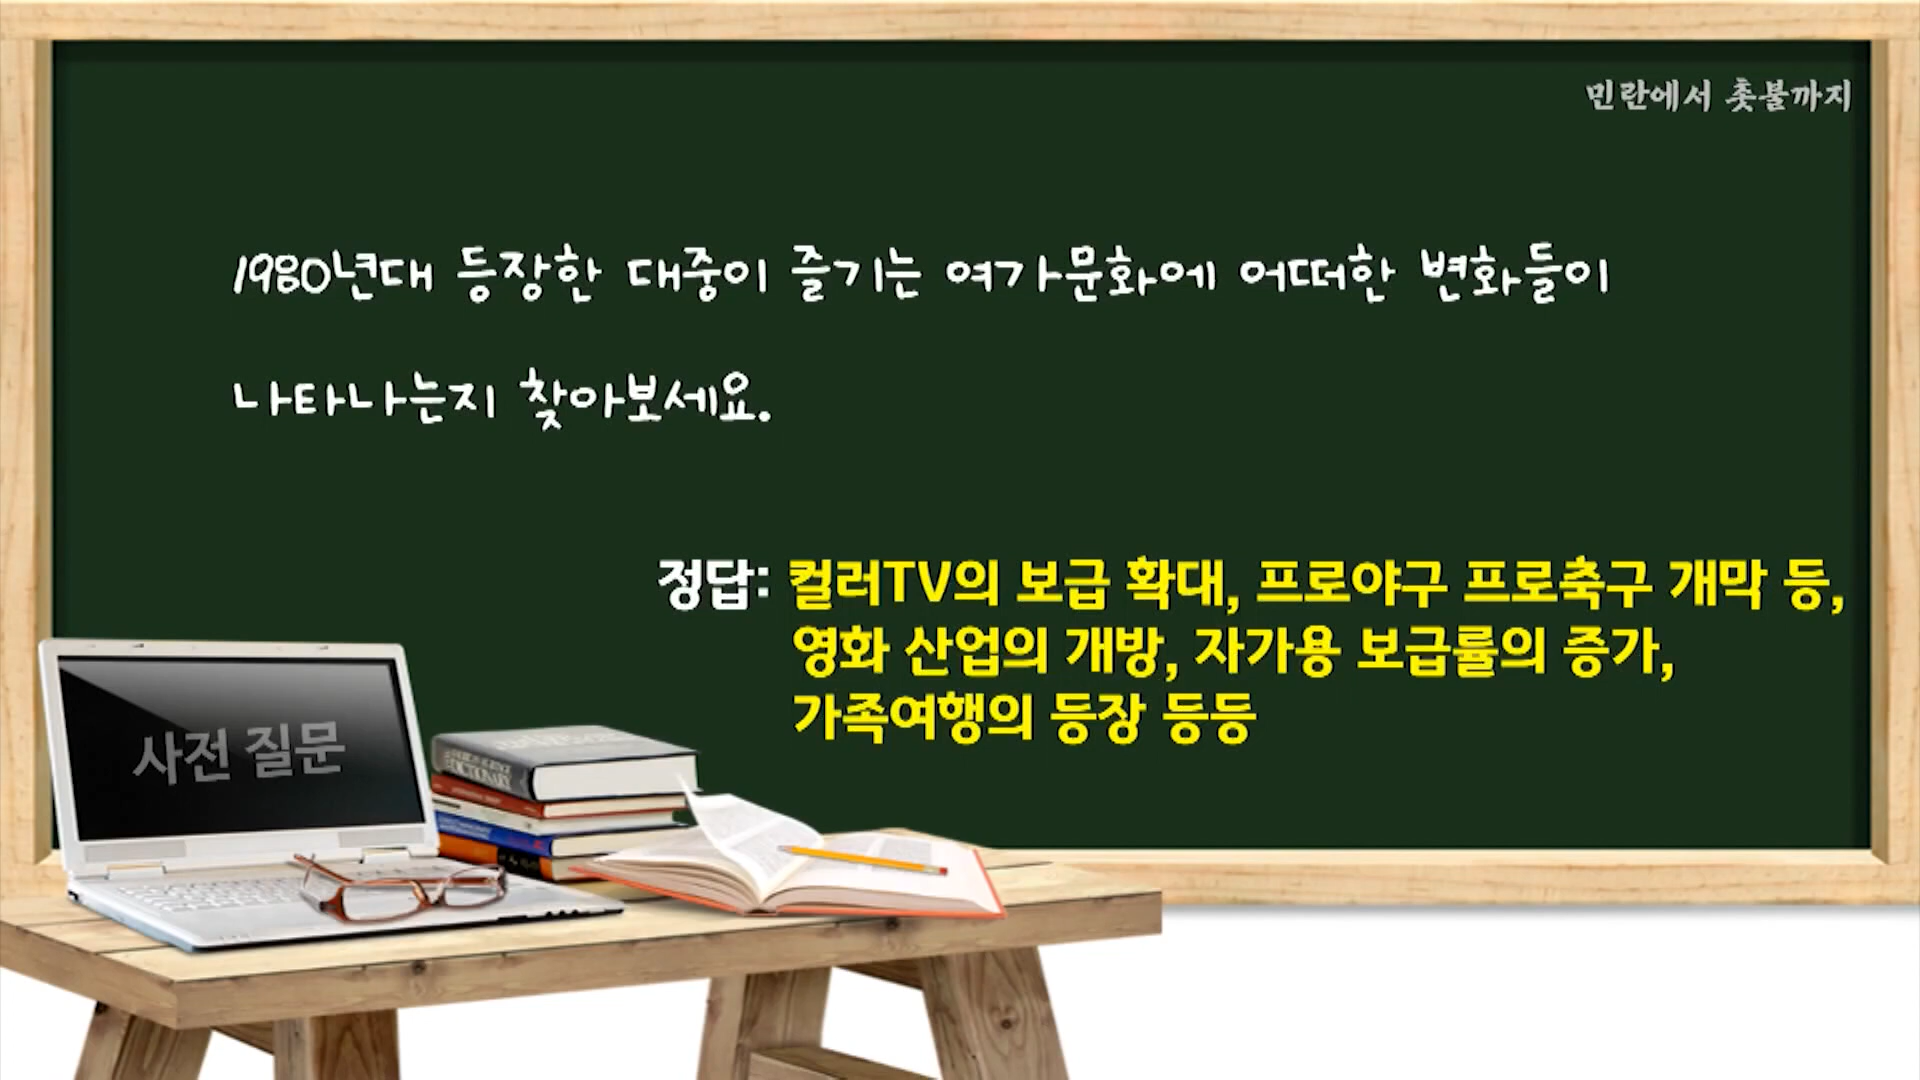 민란에서 촛불까지
1980년대 등장한 대중이 즐기는 여가문화에 어떠한 변화들이
나타나는지 찾아보세요.
정답: 컬러TV의 보급 확대, 프로야구 프로축구 개막 등,
영화 산업의 개방, 자가용 보급률의 증가,
가족여행의 등장 등등
사전 질문